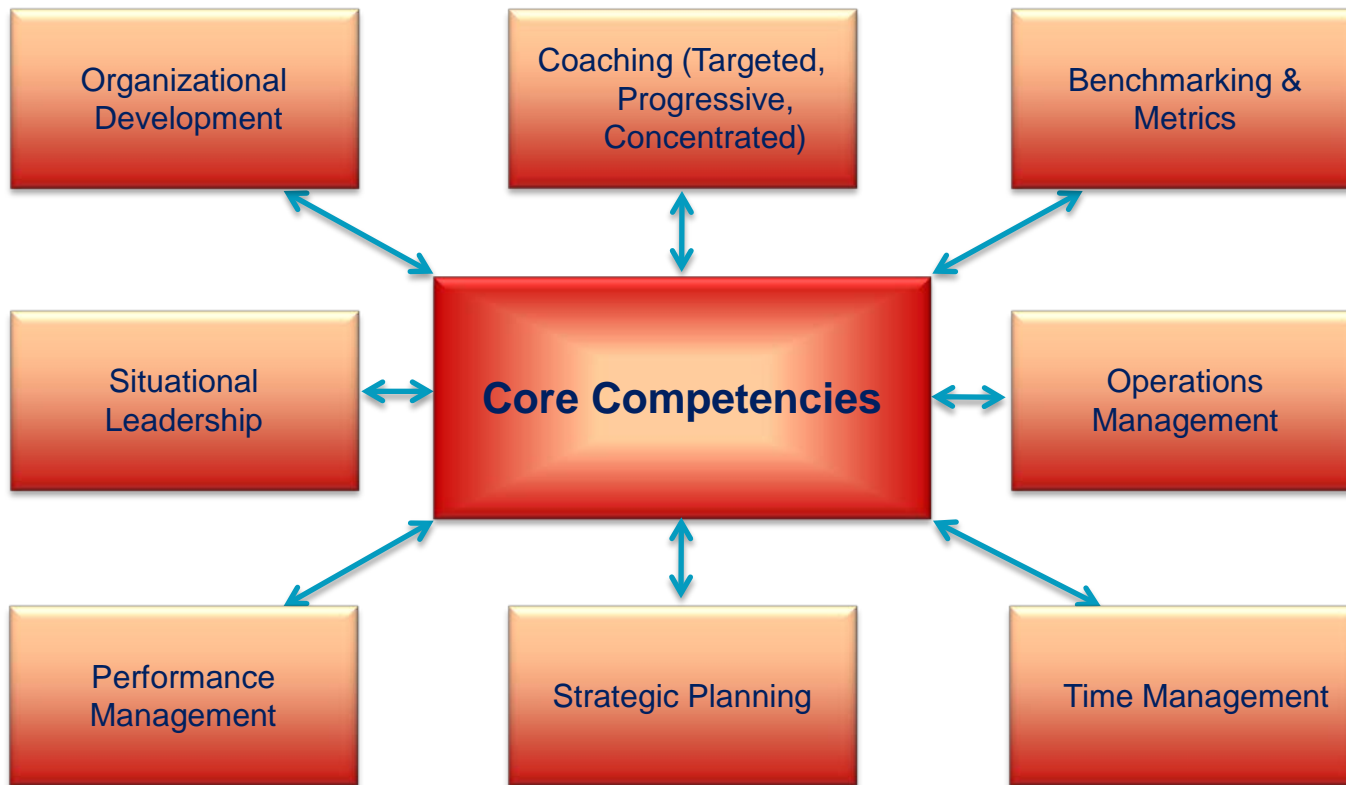 Organizational
Development
Coaching (Targeted,
Progressive,
Concentrated)
Benchmarking &
Metrics
Situational
Leadership
Core Competencies
Operations
Management
Performance
Management
Strategic Planning
Time Management